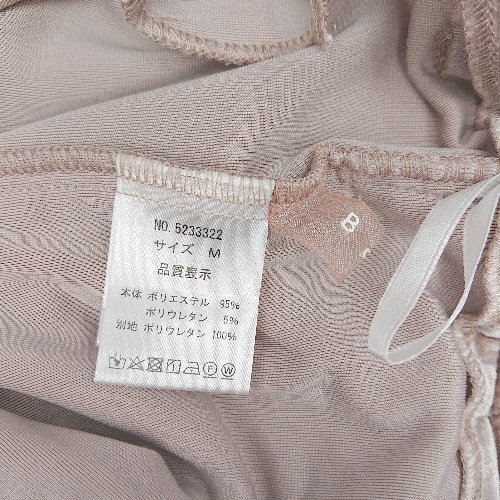 NO. 5233322
サイズ M
品質表示
本体 ポリエステル 95%
ポリウレタン 5%
別地 ポリウレタン 100%
P W
B